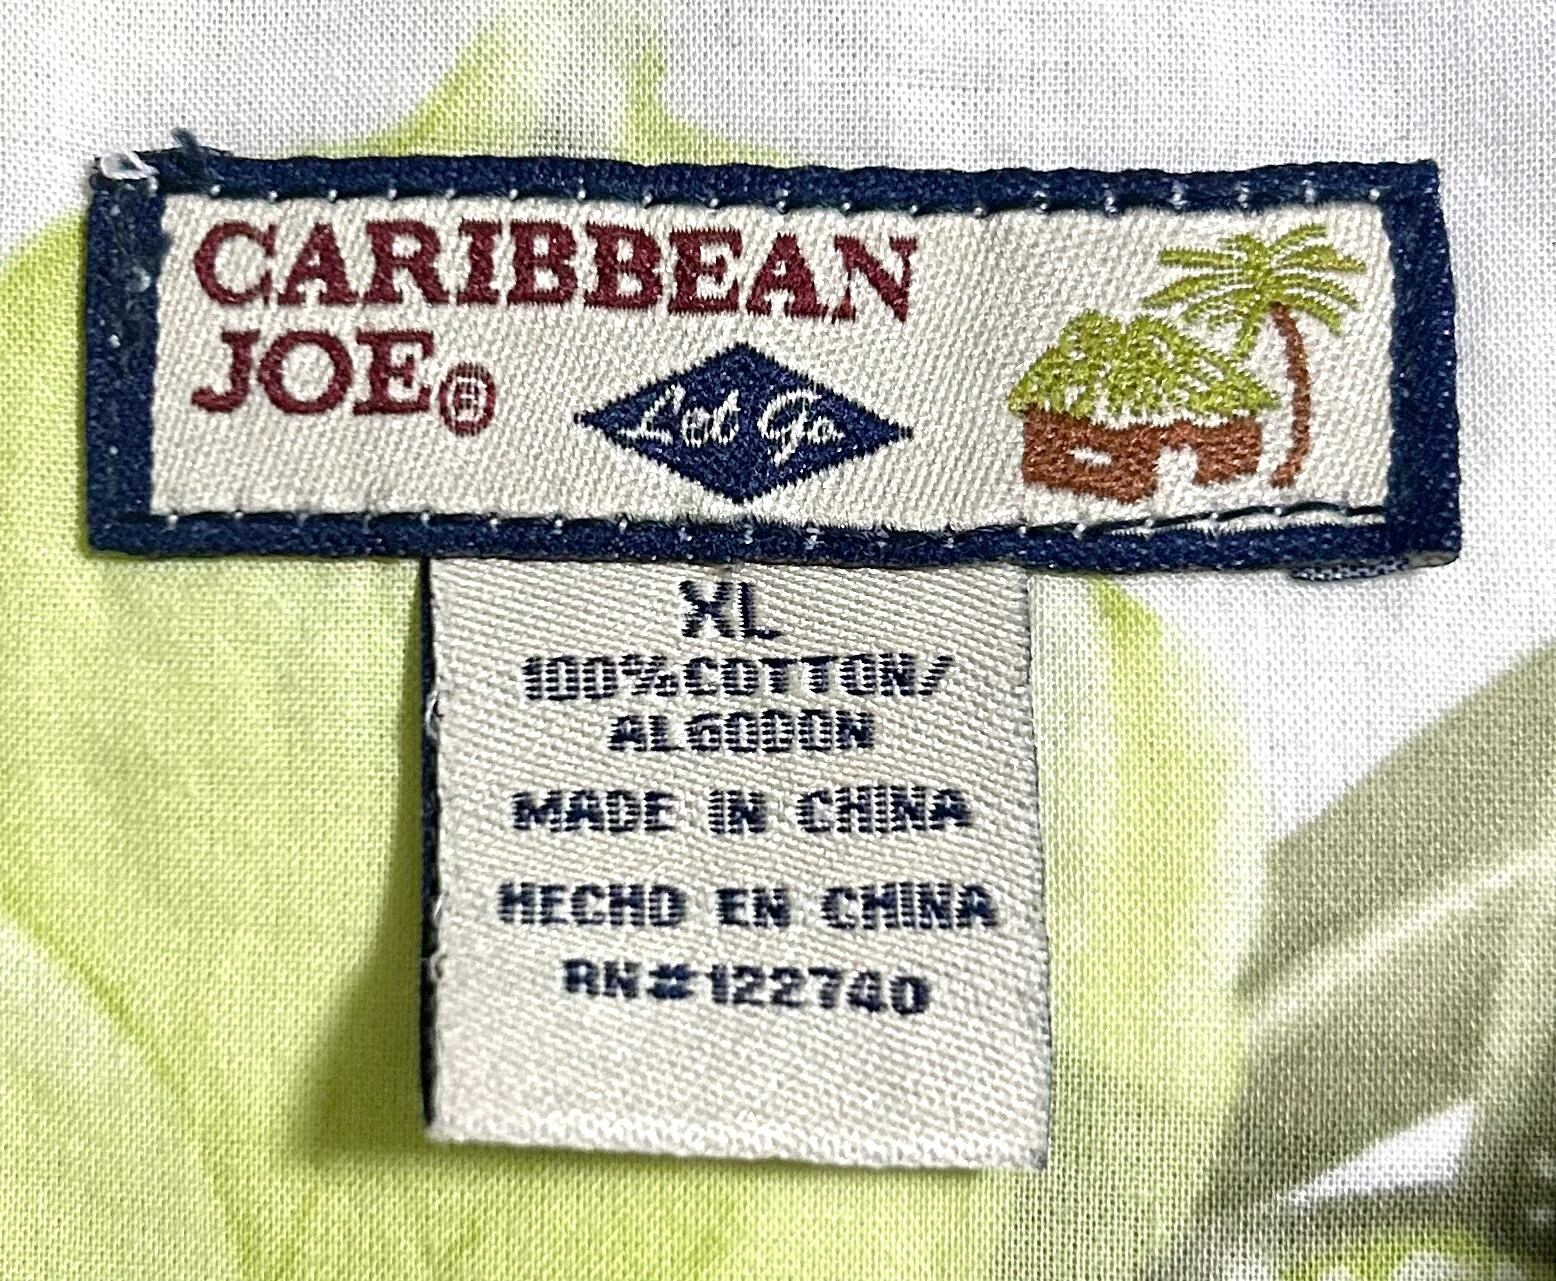 CARIBBEAN
JOE®
Let Go
XL
100%COTTON/
ALGODON
MADE IN CHINA
HECHO EN CHINA
RN#122740